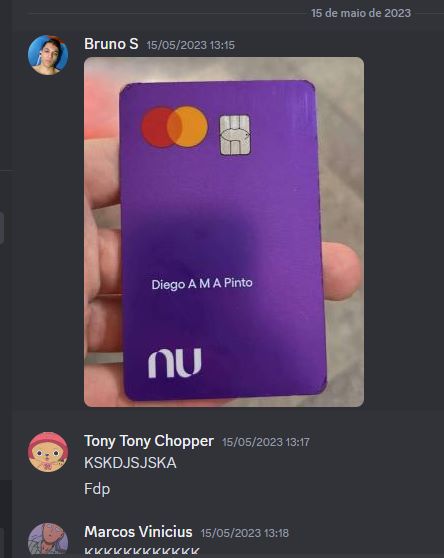 15 de maio de 2023
Bruno S 15/05/2023 13:15
Diego A M A Pinto
nu
Tony Tony Chopper 15/05/2023 13:17
KSKDJSJSKA
Fdp
Marcos Vinicius 15/05/2023 13:18
KKKKKKKKKKKK